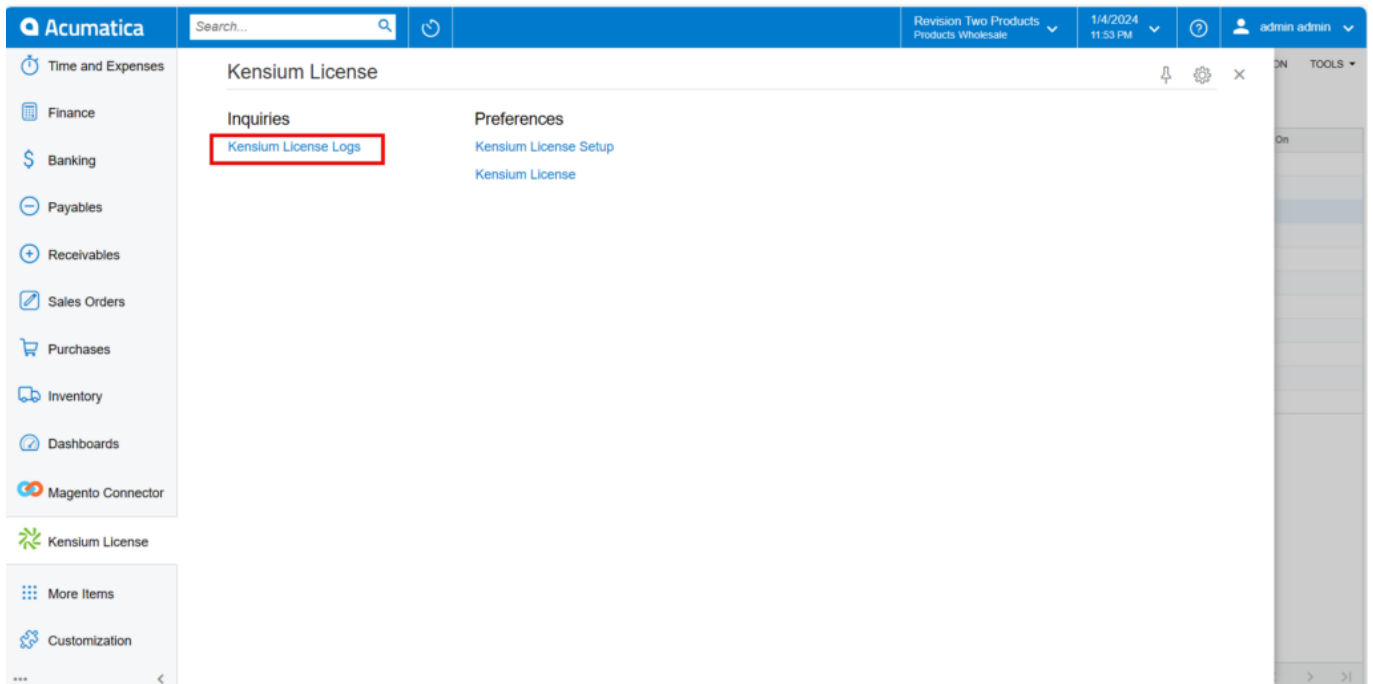 Acumatica
Search...
Revision Two Products
Products Wholesale
1/4/2024
11:53 PM
admin admin
Time and Expenses
Finance
Banking
Payables
Receivables
Sales Orders
Purchases
Inventory
Dashboards
Magento Connector
Kensium License
More Items
Customization
Kensium License
Inquiries
Kensium License Logs
Preferences
Kensium License Setup
Kensium License
ON TOOLS
On